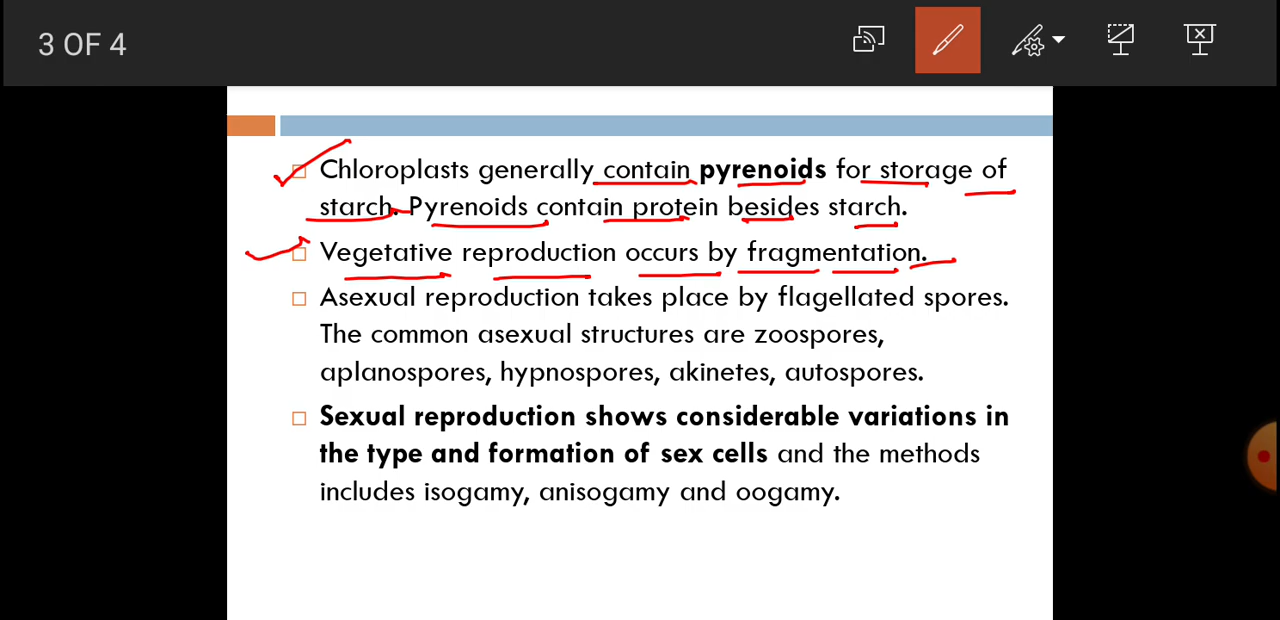 3 OF 4
Chloroplasts generally contain pyrenoids for storage of
starch. Pyrenoids contain protein besides starch.
Vegetative reproduction occurs by fragmentation.
Asexual reproduction takes place by flagellated spores.
The common asexual structures are zoospores,
aplanospores, hypnospores, akinetes, autospores.
Sexual reproduction shows considerable variations in
the type and formation of sex cells and the methods
includes isogamy, anisogamy and oogamy.